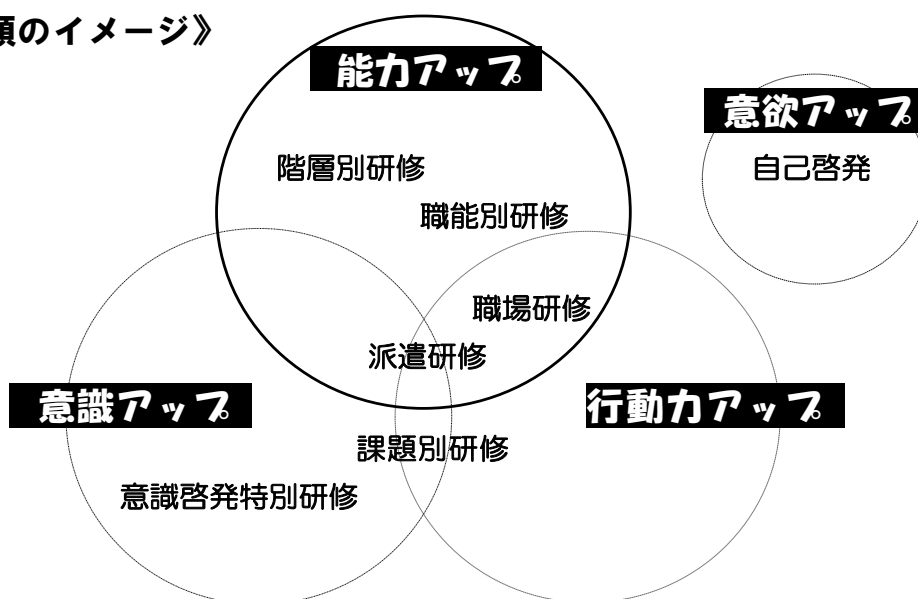 類のイメージ》
能力アップ
意欲アップ
階層別研修
自己啓発
職能別研修
職場研修
派遣研修
意識アップ
行動力アップ
課題別研修
意識啓発特別研修